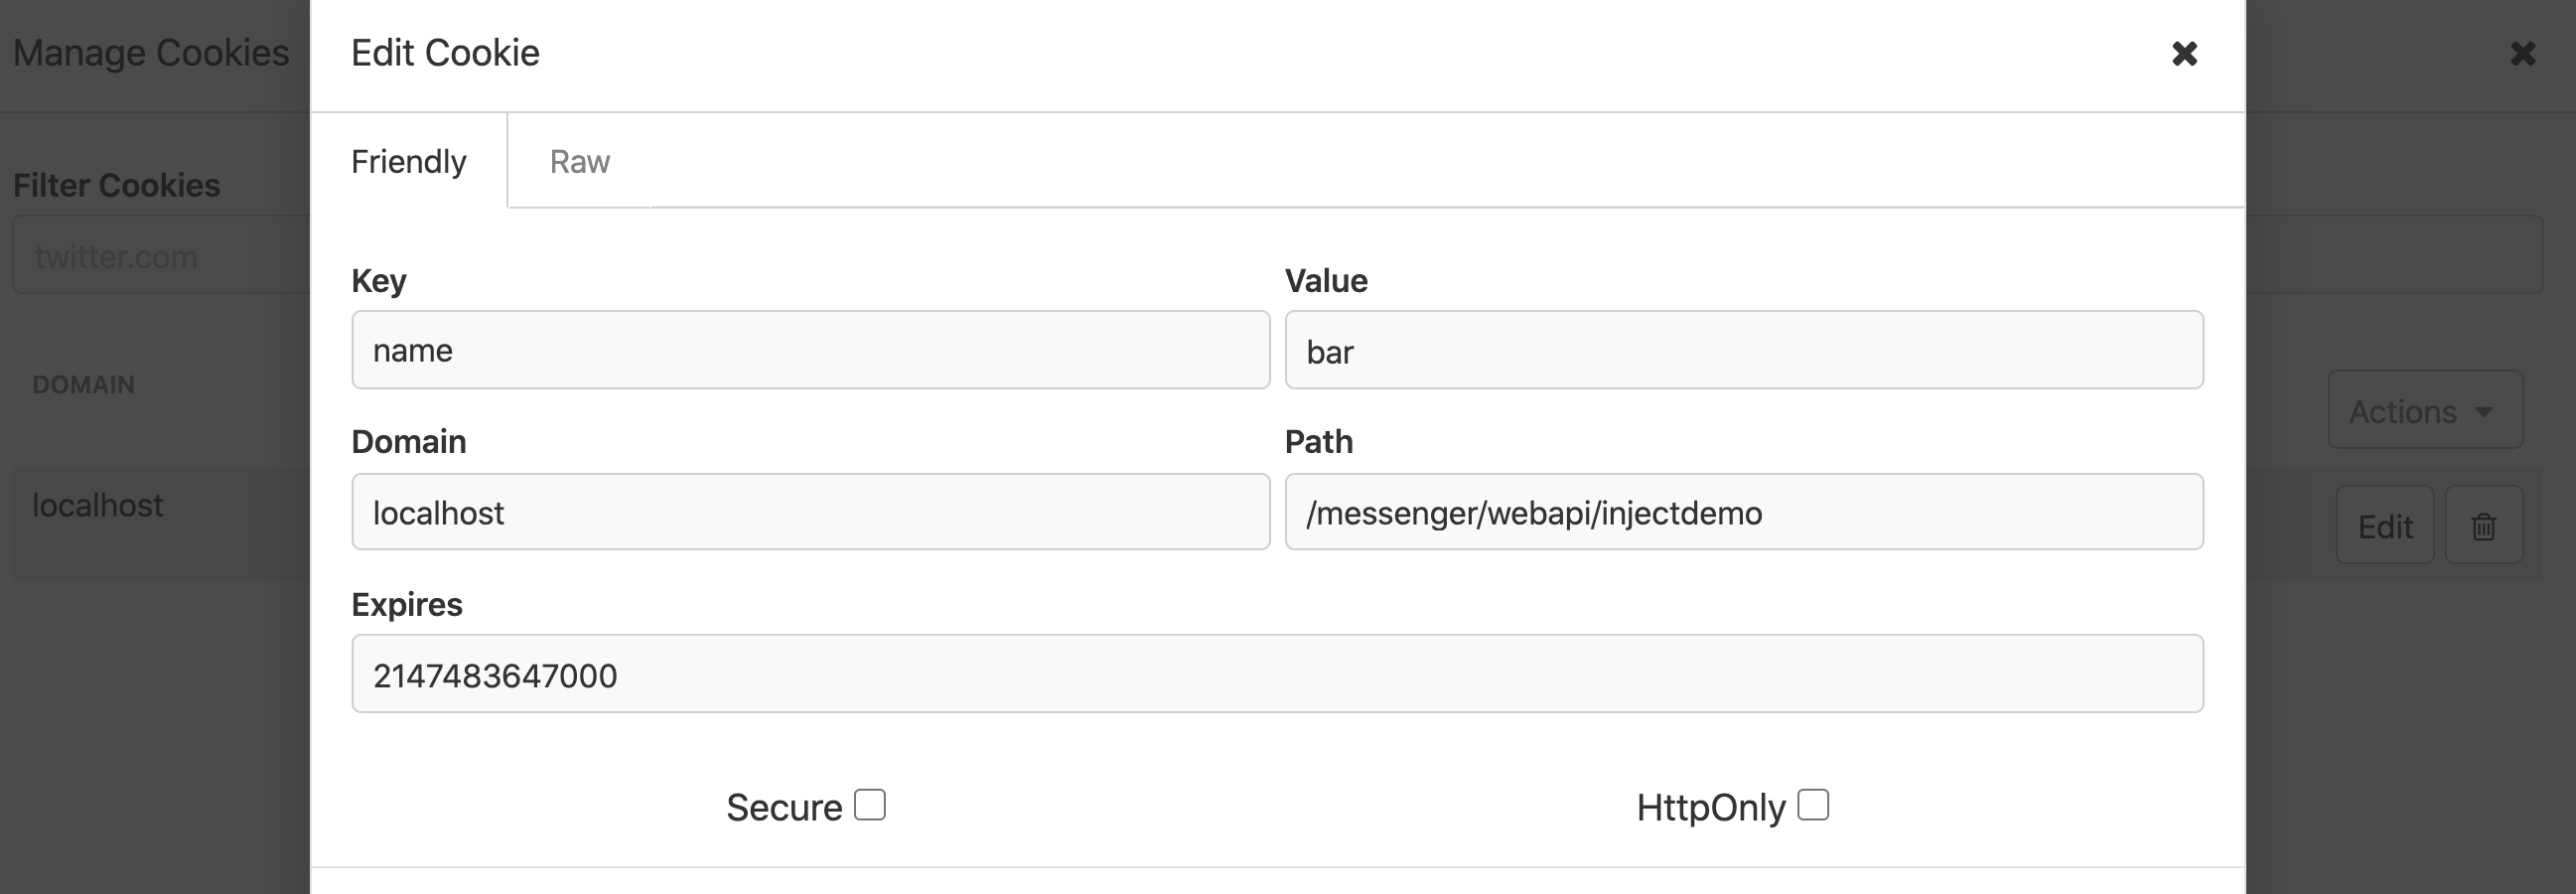 Manage Cookies
Edit Cookie
Friendly
Raw
Filter Cookies
twitter.com
Key
Value
name
bar
DOMAIN
Actions
Domain
Path
localhost
localhost
/messenger/webapi/injectdemo
Edit
Expires
2147483647000
Secure
HttpOnly